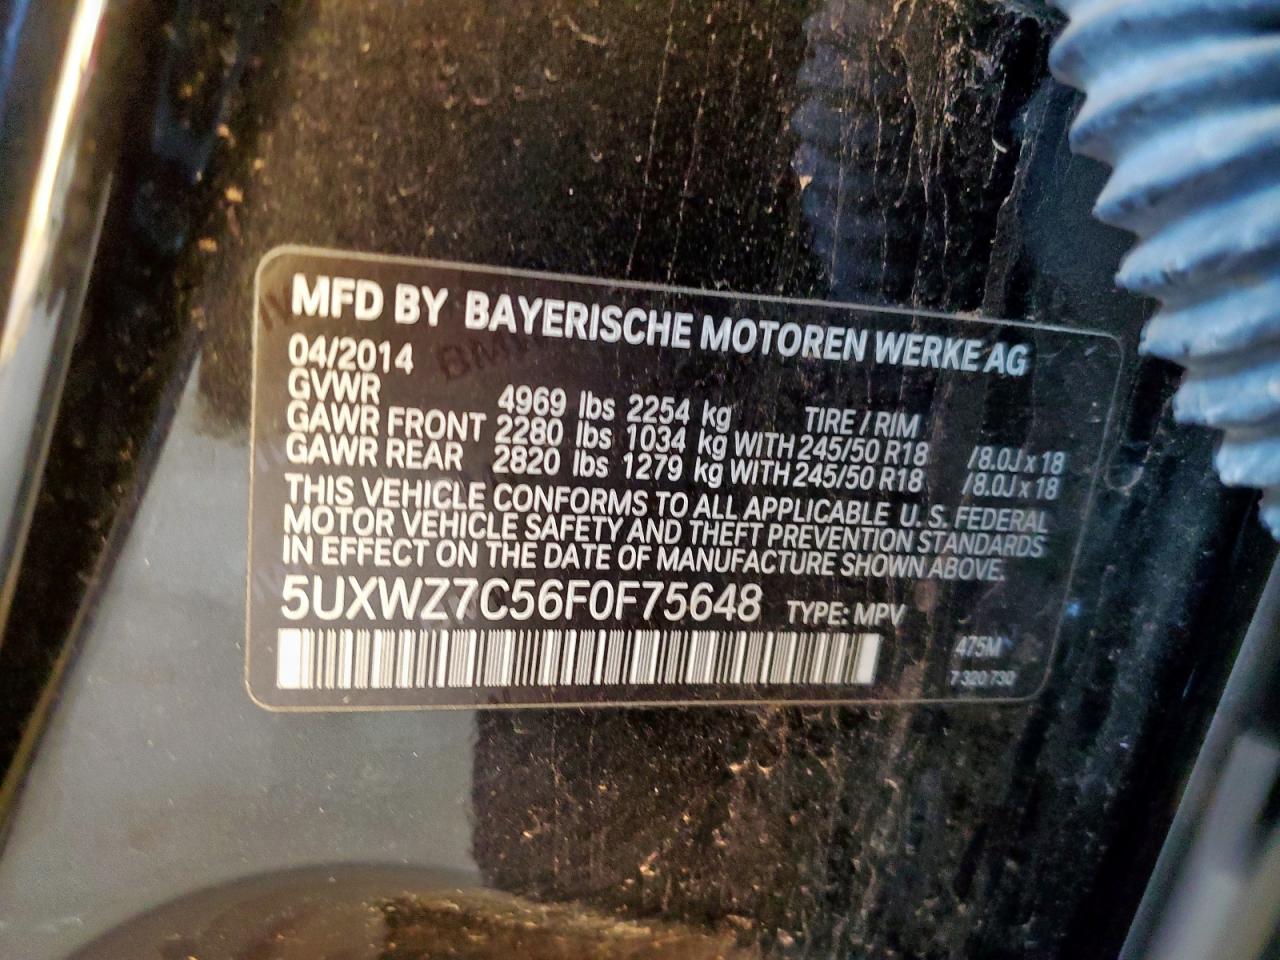 MFD BY BAYERISCHE MOTOREN WERKE AG
04/2014
GVWR 4969 lbs 2254 kg TIRE / RIM
GAWR FRONT 2280 lbs 1034 kg WITH 245/50 R18 /8.0J x 18
GAWR REAR 2820 lbs 1279 kg WITH 245/50 R18 /8.0J x 18
THIS VEHICLE CONFORMS TO ALL APPLICABLE U. S. FEDERAL
MOTOR VEHICLE SAFETY AND THEFT PREVENTION STANDARDS
IN EFFECT ON THE DATE OF MANUFACTURE SHOWN ABOVE.
5UXWZ7C56F0F75648 TYPE: MPV
475M
7 320 730